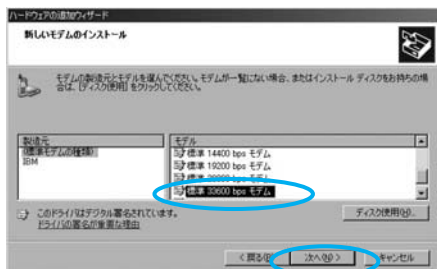 ハードウェアの追加ウィザード
新しいモデムのインストール
モデムの製造元とモデルを選んでください。モデムが一覧にない場合、またはインストール ディスクをお持ちの場
合は、[ディスク使用] をクリックしてください。
製造元
(標準モデムの種類)
IBM
モデル
標準 14400 bps モデム
標準 19200 bps モデム
標準 28800 bps モデム
標準 33600 bps モデム
このドライバはデジタル署名されています。
ドライバの署名が重要な理由
ディスク使用(H)...
< 戻る(B)
次へ(N) >
キャンセル